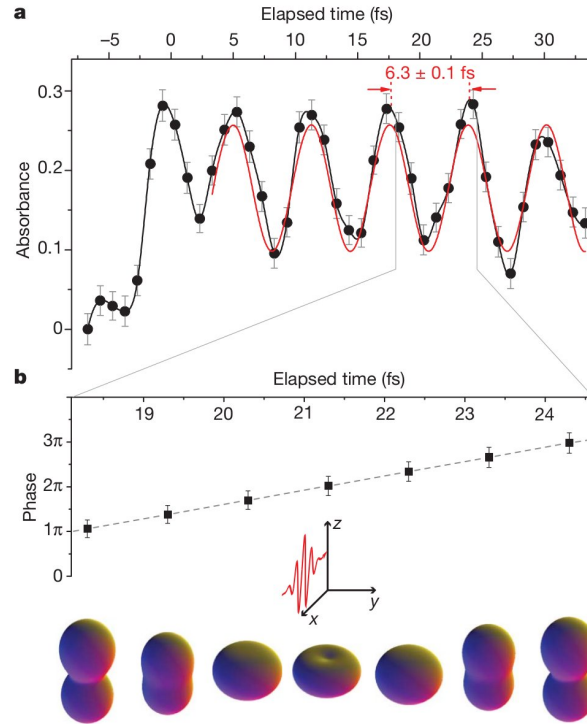 a
Elapsed time (fs)
−5 0 5 10 15 20 25 30
6.3 ± 0.1 fs
0.3
0.2
0.1
0
Absorbance
b
Elapsed time (fs)
19 20 21 22 23 24
3π
2π
1π
0
Phase
z
y
x